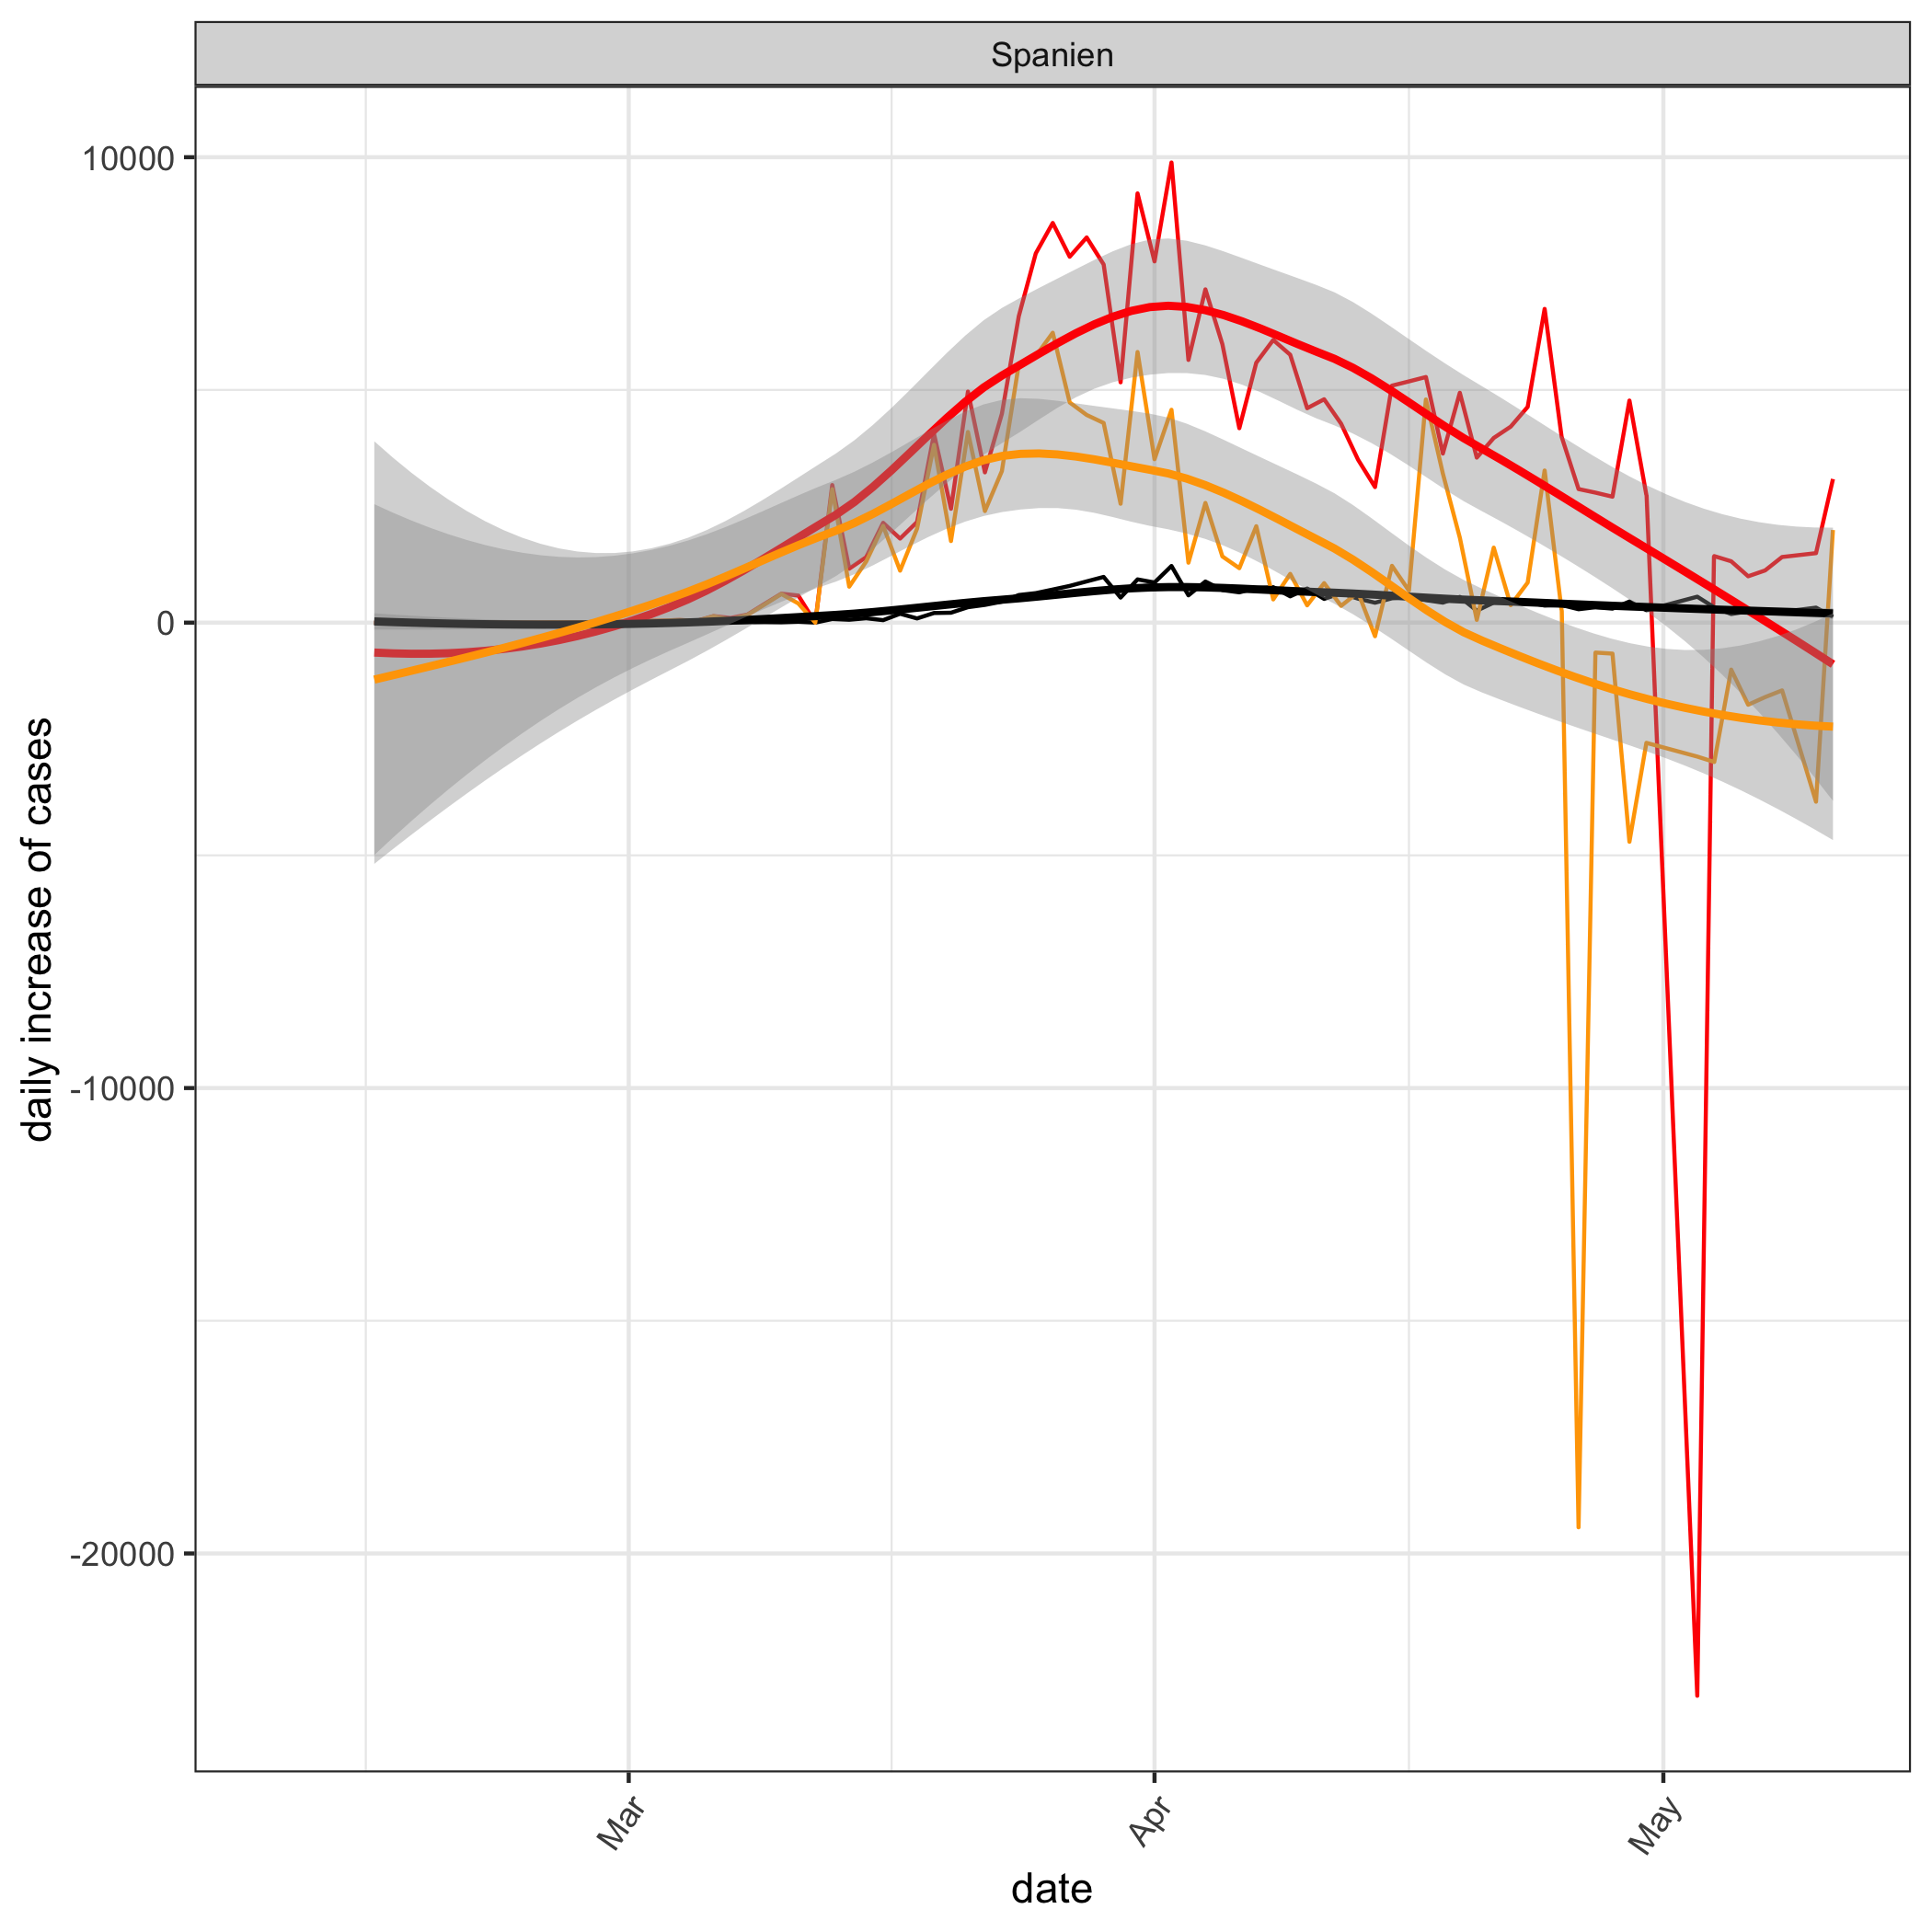 Spanien
10000
0
-10000
-20000
daily increase of cases
Mar
Apr
May
date